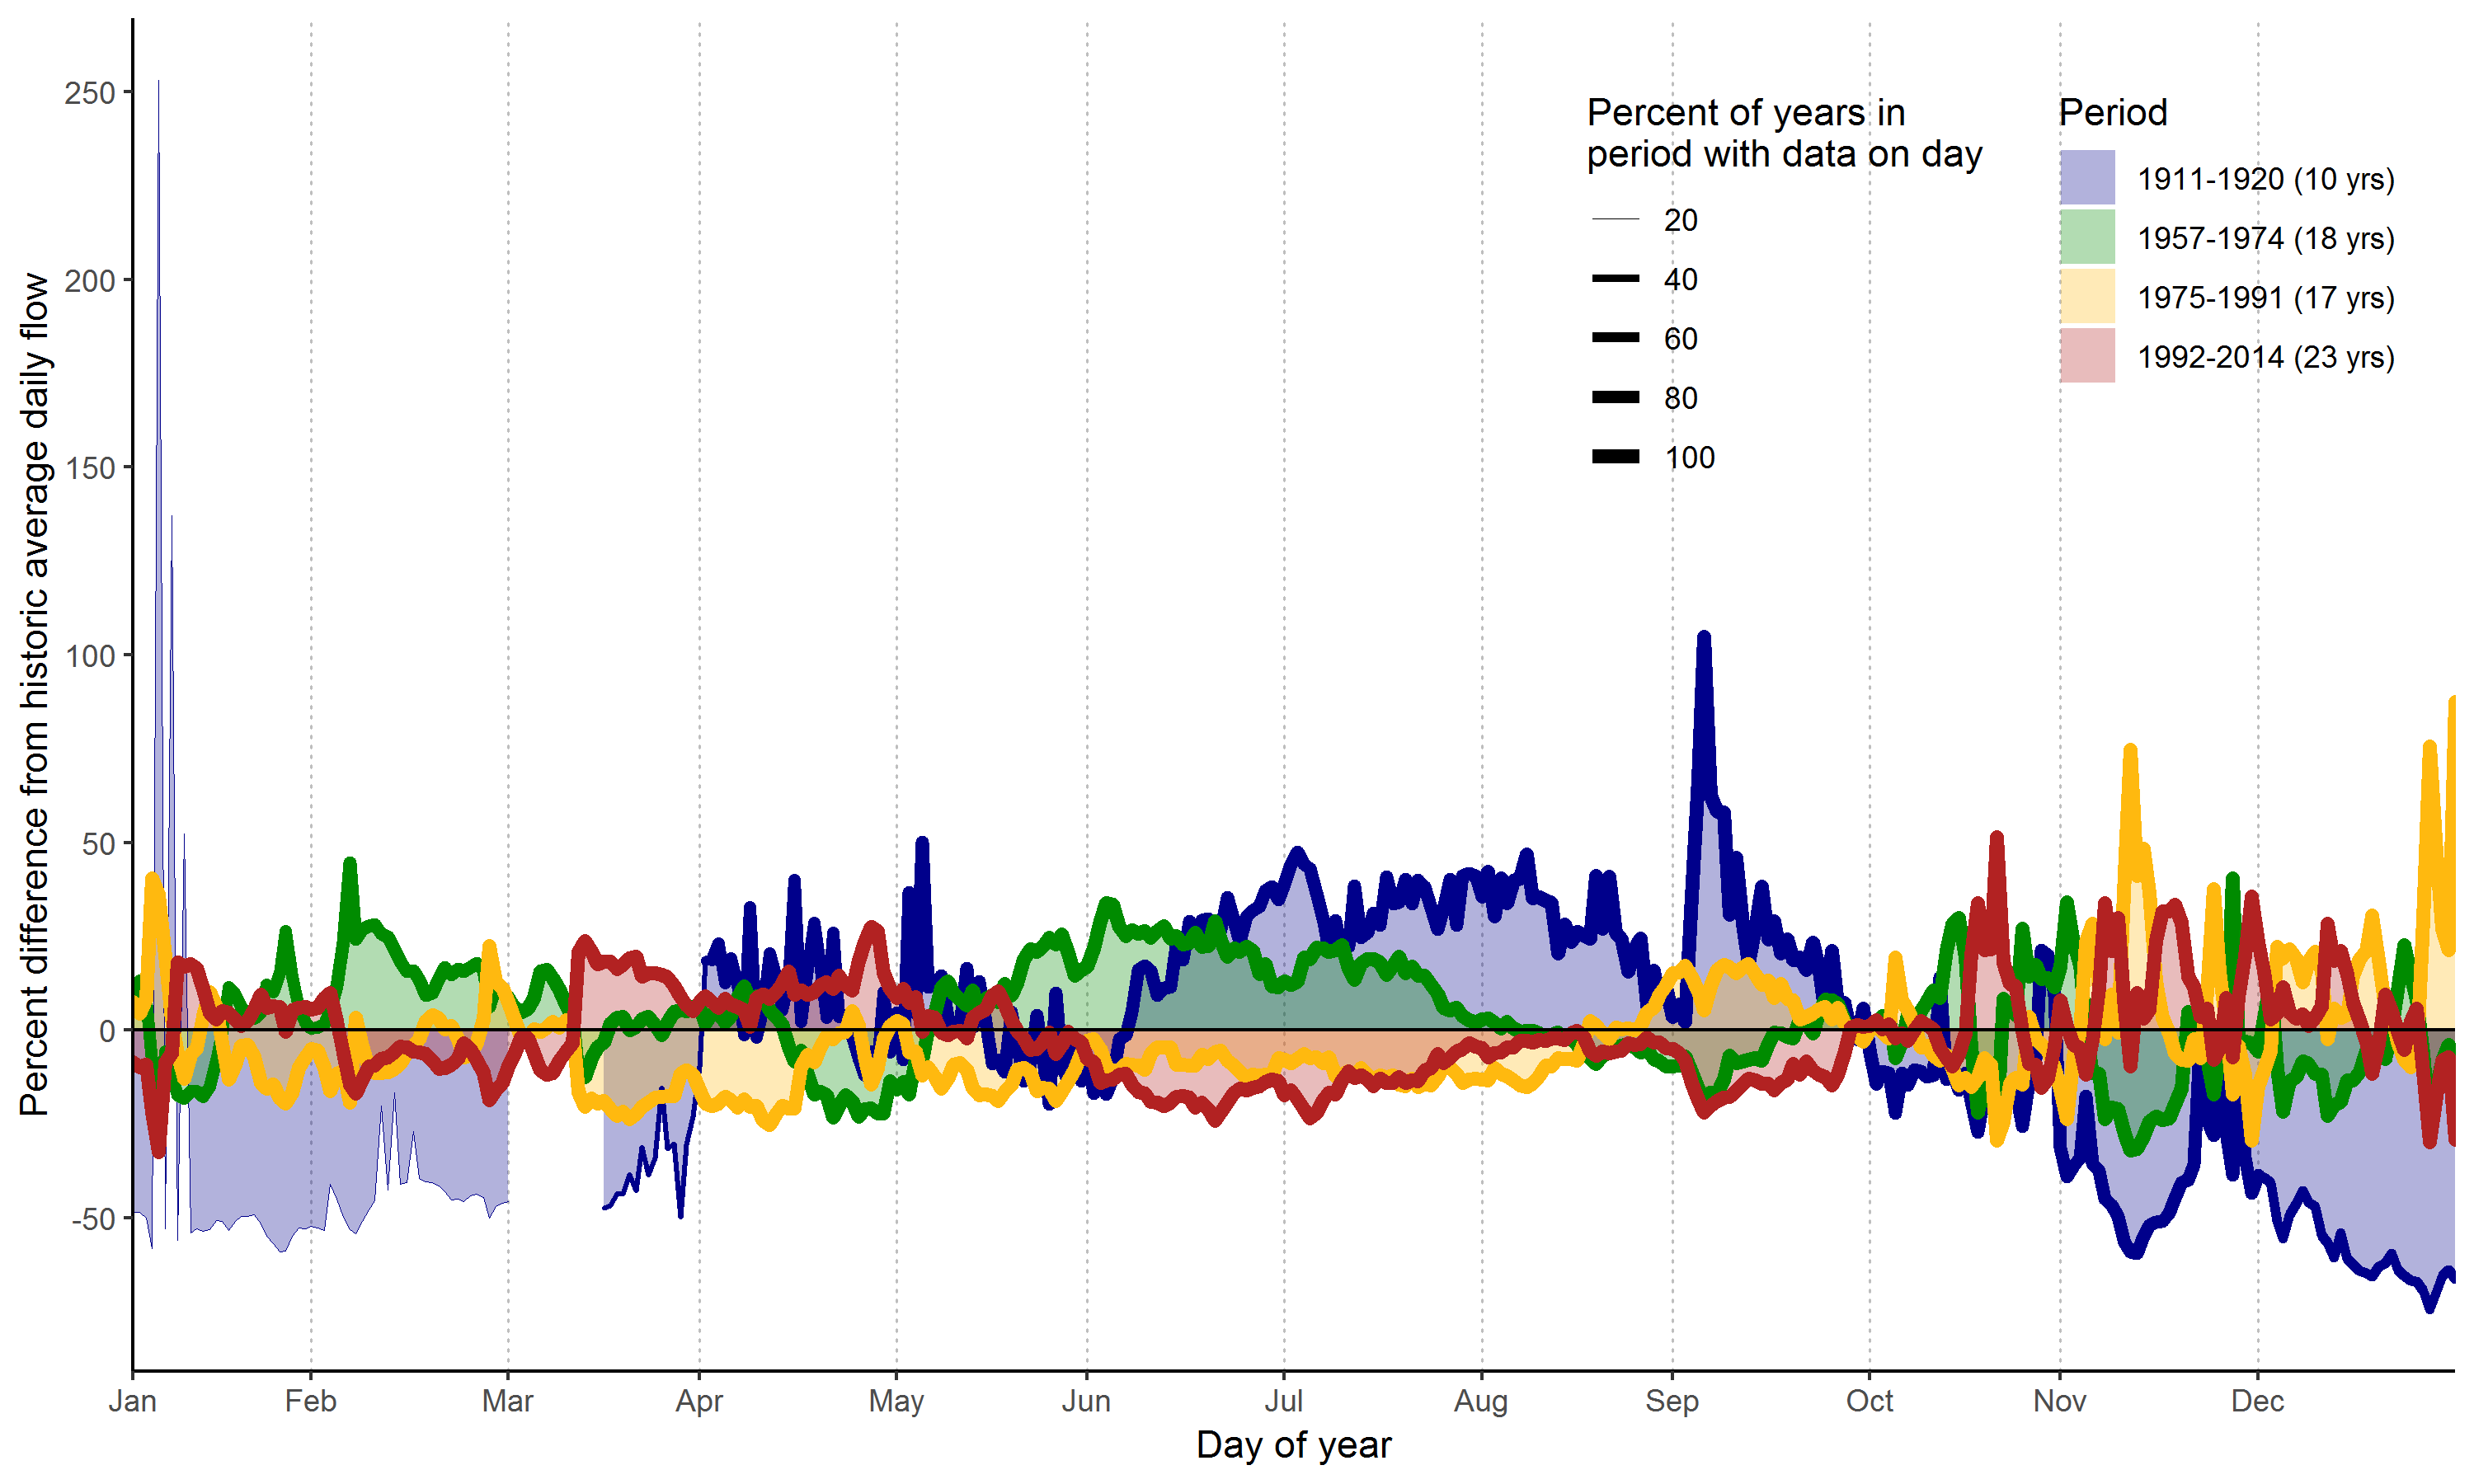 Percent difference from historic average daily flow
250
200
150
100
50
0
-50
Percent of years in
period with data on day
20
40
60
80
100
Period
1911-1920 (10 yrs)
1957-1974 (18 yrs)
1975-1991 (17 yrs)
1992-2014 (23 yrs)
Jan Feb Mar Apr May Jun Jul Aug Sep Oct Nov Dec
Day of year